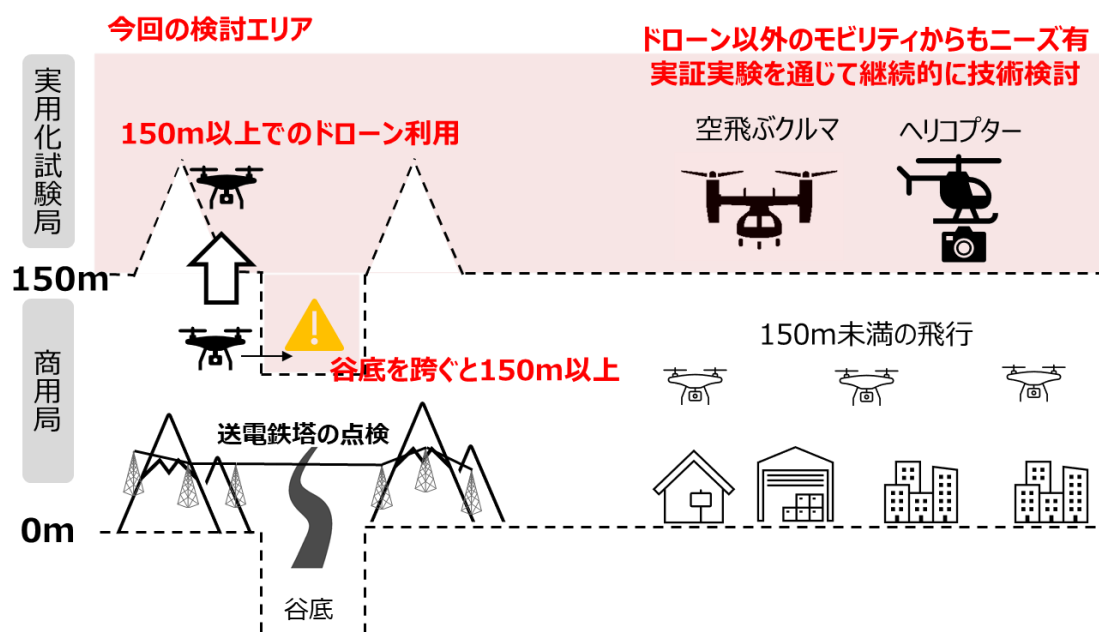 今回の検討エリア
ドローン以外のモビリティからもニーズ有
実証実験を通じて継続的に技術検討
実用化試験局
150m以上でのドローン利用
空飛ぶクルマ
ヘリコプター
150m
商用局
150m未満の飛行
谷底を跨ぐと150m以上
送電鉄塔の点検
0m
谷底